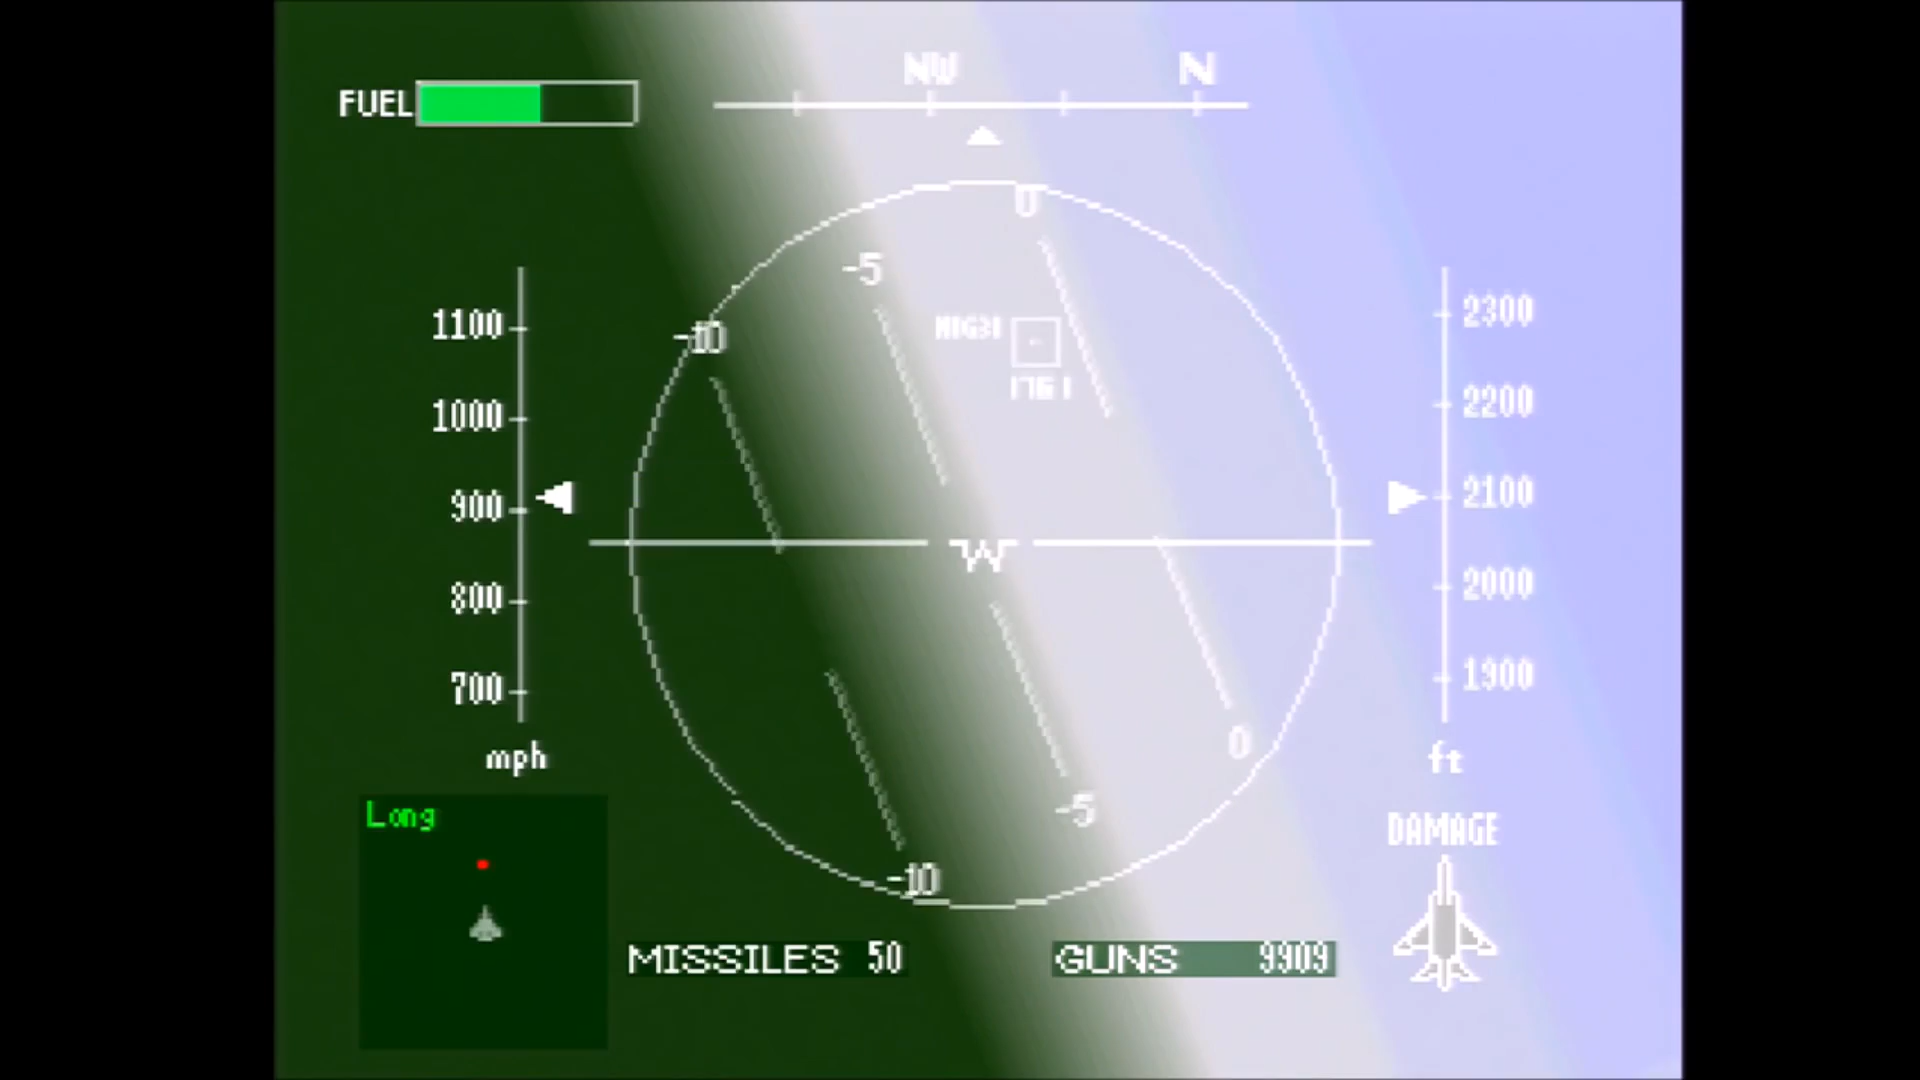 NW N
FUEL
0
-5
-10
MIG31
1100
1000
900
800
700
mph
2300
2200
2100
2000
1900
ft
0
-5
-10
Long
DAMAGE
MISSILES 50
GUNS 9909